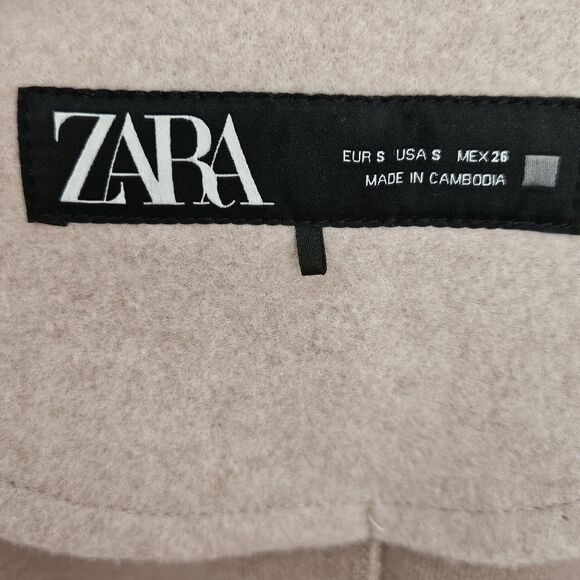 ZARA
EUR S USA S MEX 26
MADE IN CAMBODIA